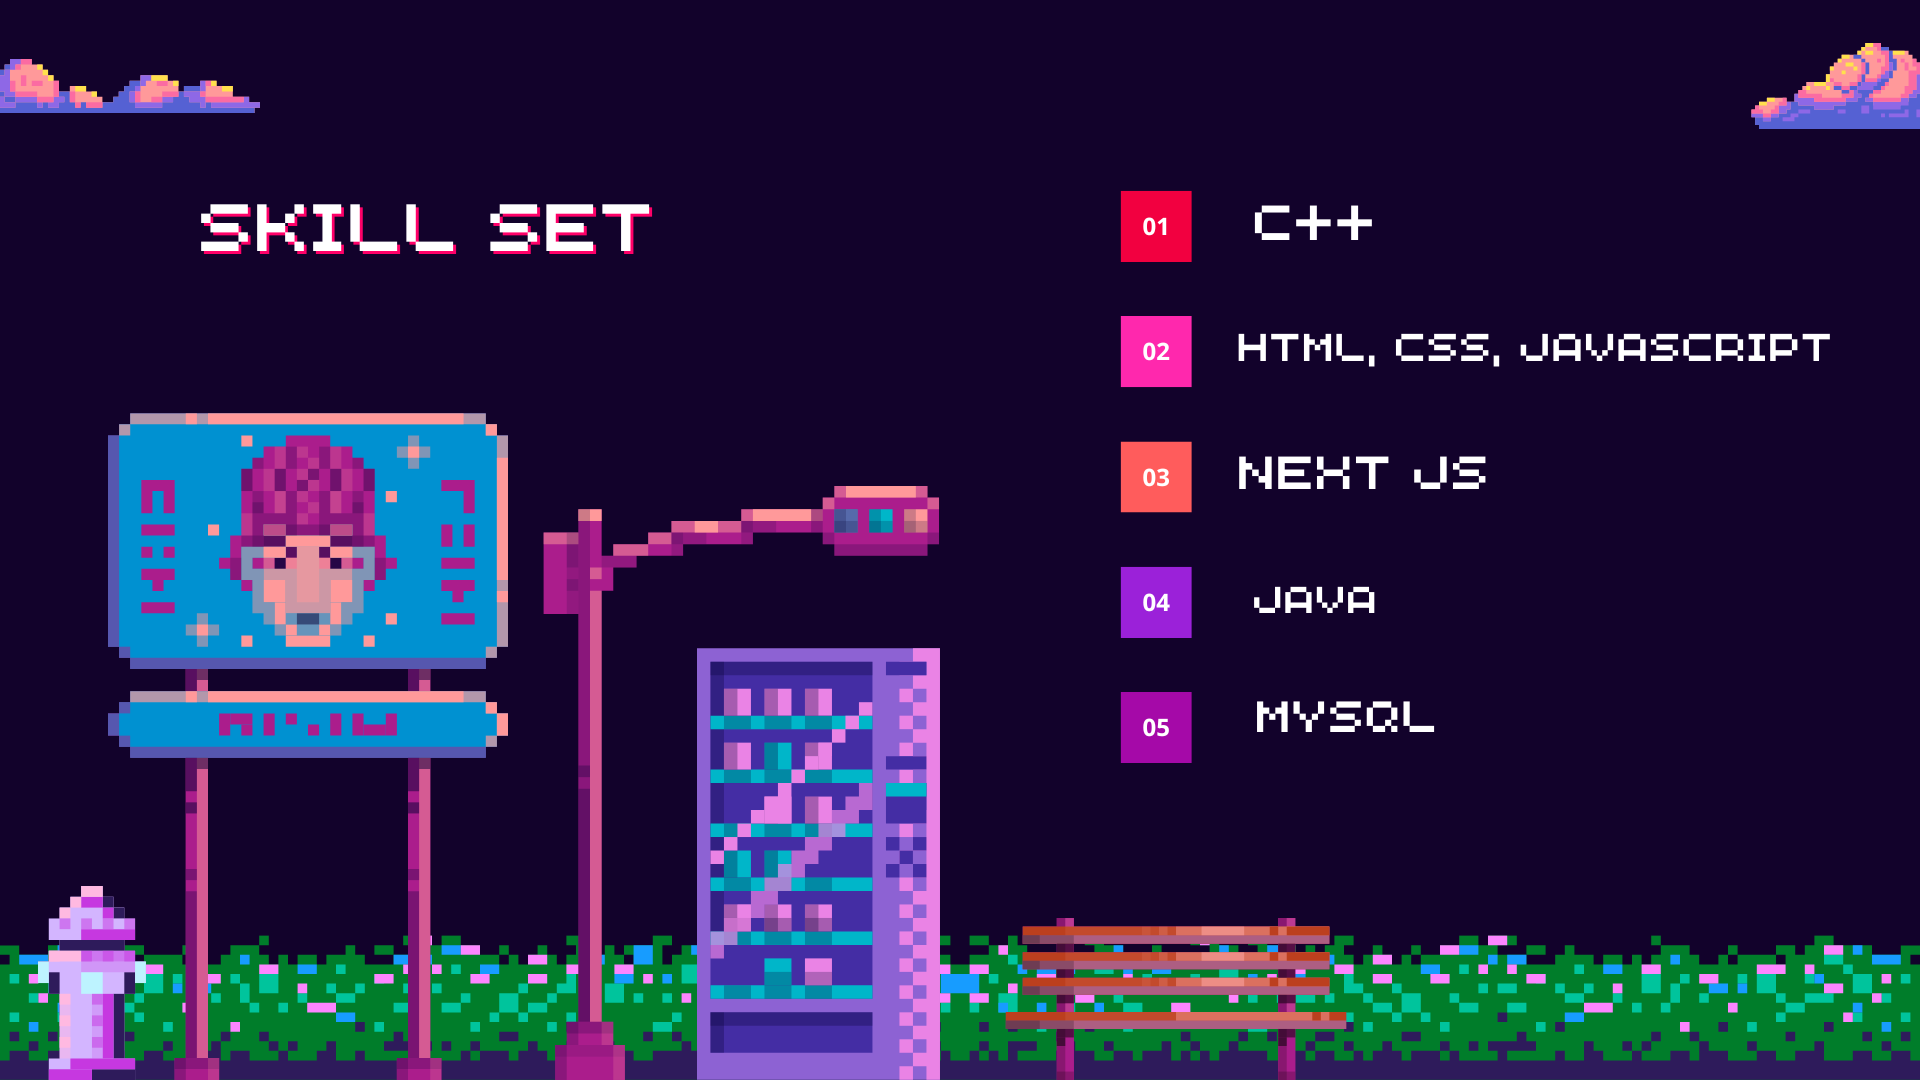 SKILL SET
01 C++
02 HTML, CSS, JAVASCRIPT
03 NEXT JS
04 JAVA
05 MYSQL